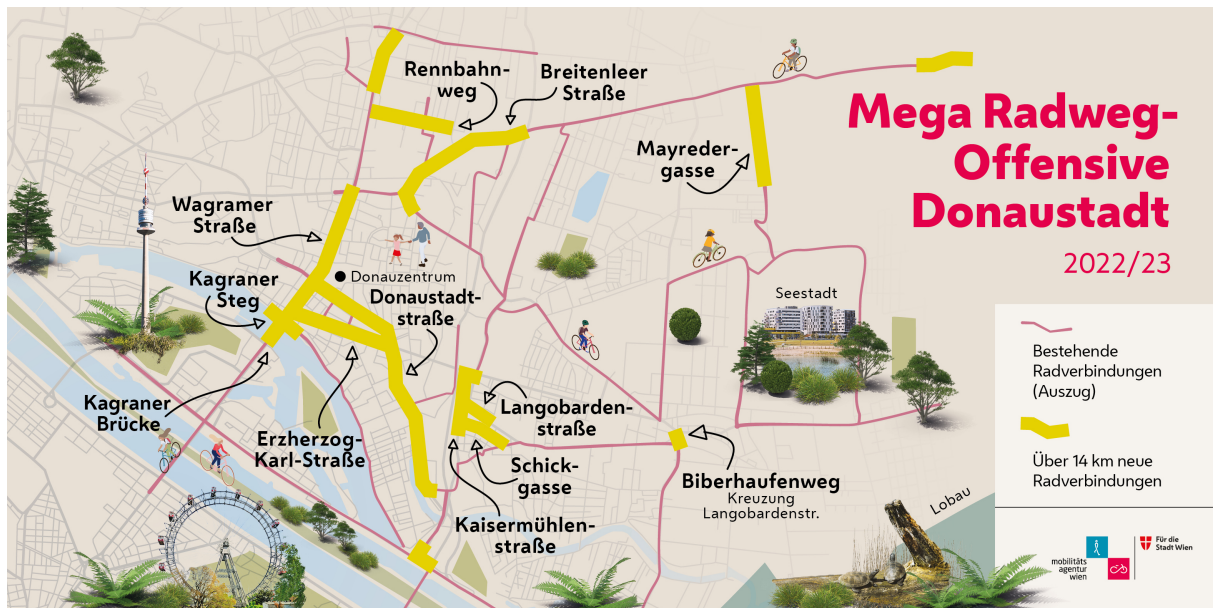 Mega Radweg-
Offensive
Donaustadt
2022/23
Rennbahn-
weg
Breitenleer
Straße
Mayreder-
gasse
Wagramer
Straße
Kagraner
Steg
Donauzentrum
Donaustadt-
straße
Seestadt
Kagraner
Brücke
Erzherzog-
Karl-Straße
Langobarden-
straße
Schick-
gasse
Kaisermühlen-
straße
Biberhaufenweg
Kreuzung
Langobardenstr.
Lobau
Bestehende
Radverbindungen
(Auszug)
Über 14 km neue
Radverbindungen
mobilitäts
agentur
wien
Für die
Stadt Wien